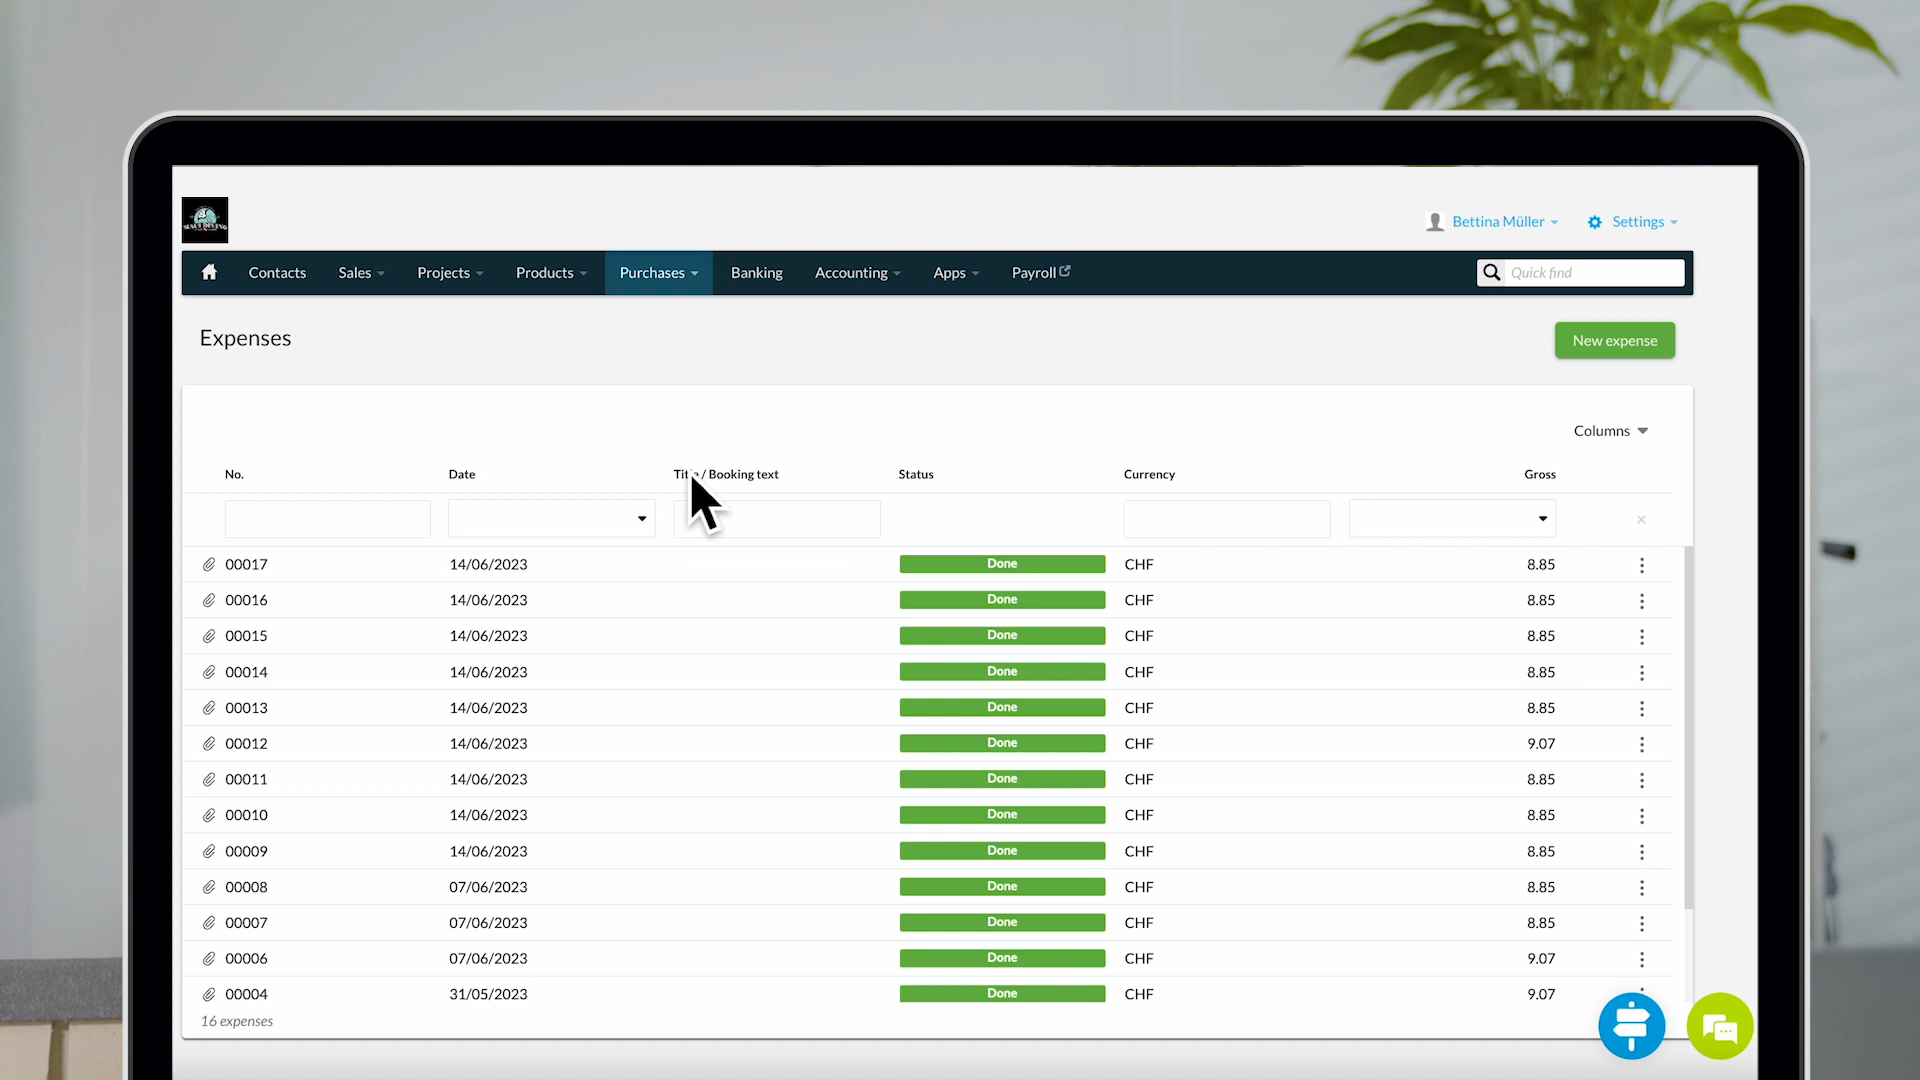 Bettina Müller Settings
Contacts Sales Projects Products Purchases Banking Accounting Apps Payroll Quick find
Expenses
New expense
Columns
No. Date Title / Booking text Status Currency Gross
00017 14/06/2023 Done CHF 8.85
00016 14/06/2023 Done CHF 8.85
00015 14/06/2023 Done CHF 8.85
00014 14/06/2023 Done CHF 8.85
00013 14/06/2023 Done CHF 8.85
00012 14/06/2023 Done CHF 9.07
00011 14/06/2023 Done CHF 8.85
00010 14/06/2023 Done CHF 8.85
00009 14/06/2023 Done CHF 8.85
00008 07/06/2023 Done CHF 8.85
00007 07/06/2023 Done CHF 8.85
00006 07/06/2023 Done CHF 9.07
00004 31/05/2023 Done CHF 9.07
16 expenses